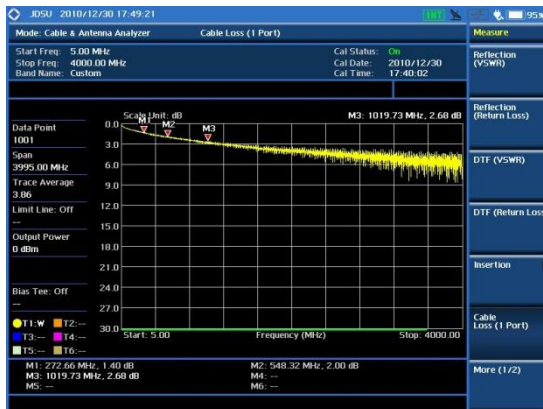 JDSU 2010/12/30 17:49:21
INT
95%
Mode: Cable & Antenna Analyzer
Cable Loss (1 Port)
Start Freq: 5.00 MHz
Stop Freq: 4000.00 MHz
Band Name: Custom
Cal Status: On
Cal Date: 2010/12/30
Cal Time: 17:40:02
Scale Unit: dB
M3: 1019.73 MHz, 2.68 dB
M1
M2
M3
0.0
3.0
6.0
9.0
12.0
15.0
18.0
21.0
24.0
27.0
30.0
Start: 5.00
Frequency (MHz)
Stop: 4000.00
Data Point
1001
Span
3995.00 MHz
Trace Average
3.86
Limit Line: Off
--
Output Power
0 dBm
Bias Tee: Off
--
T1:W T2:--
T3:-- T4:--
T5:-- T6:--
M1: 272.66 MHz, 1.40 dB
M2: 548.32 MHz, 2.00 dB
M3: 1019.73 MHz, 2.68 dB
M4: --
M5: --
M6: --
Measure
Reflection
(VSWR)
Reflection
(Return Loss)
DTF (VSWR)
DTF (Return Loss
Insertion
Cable
Loss (1 Port)
More (1/2)